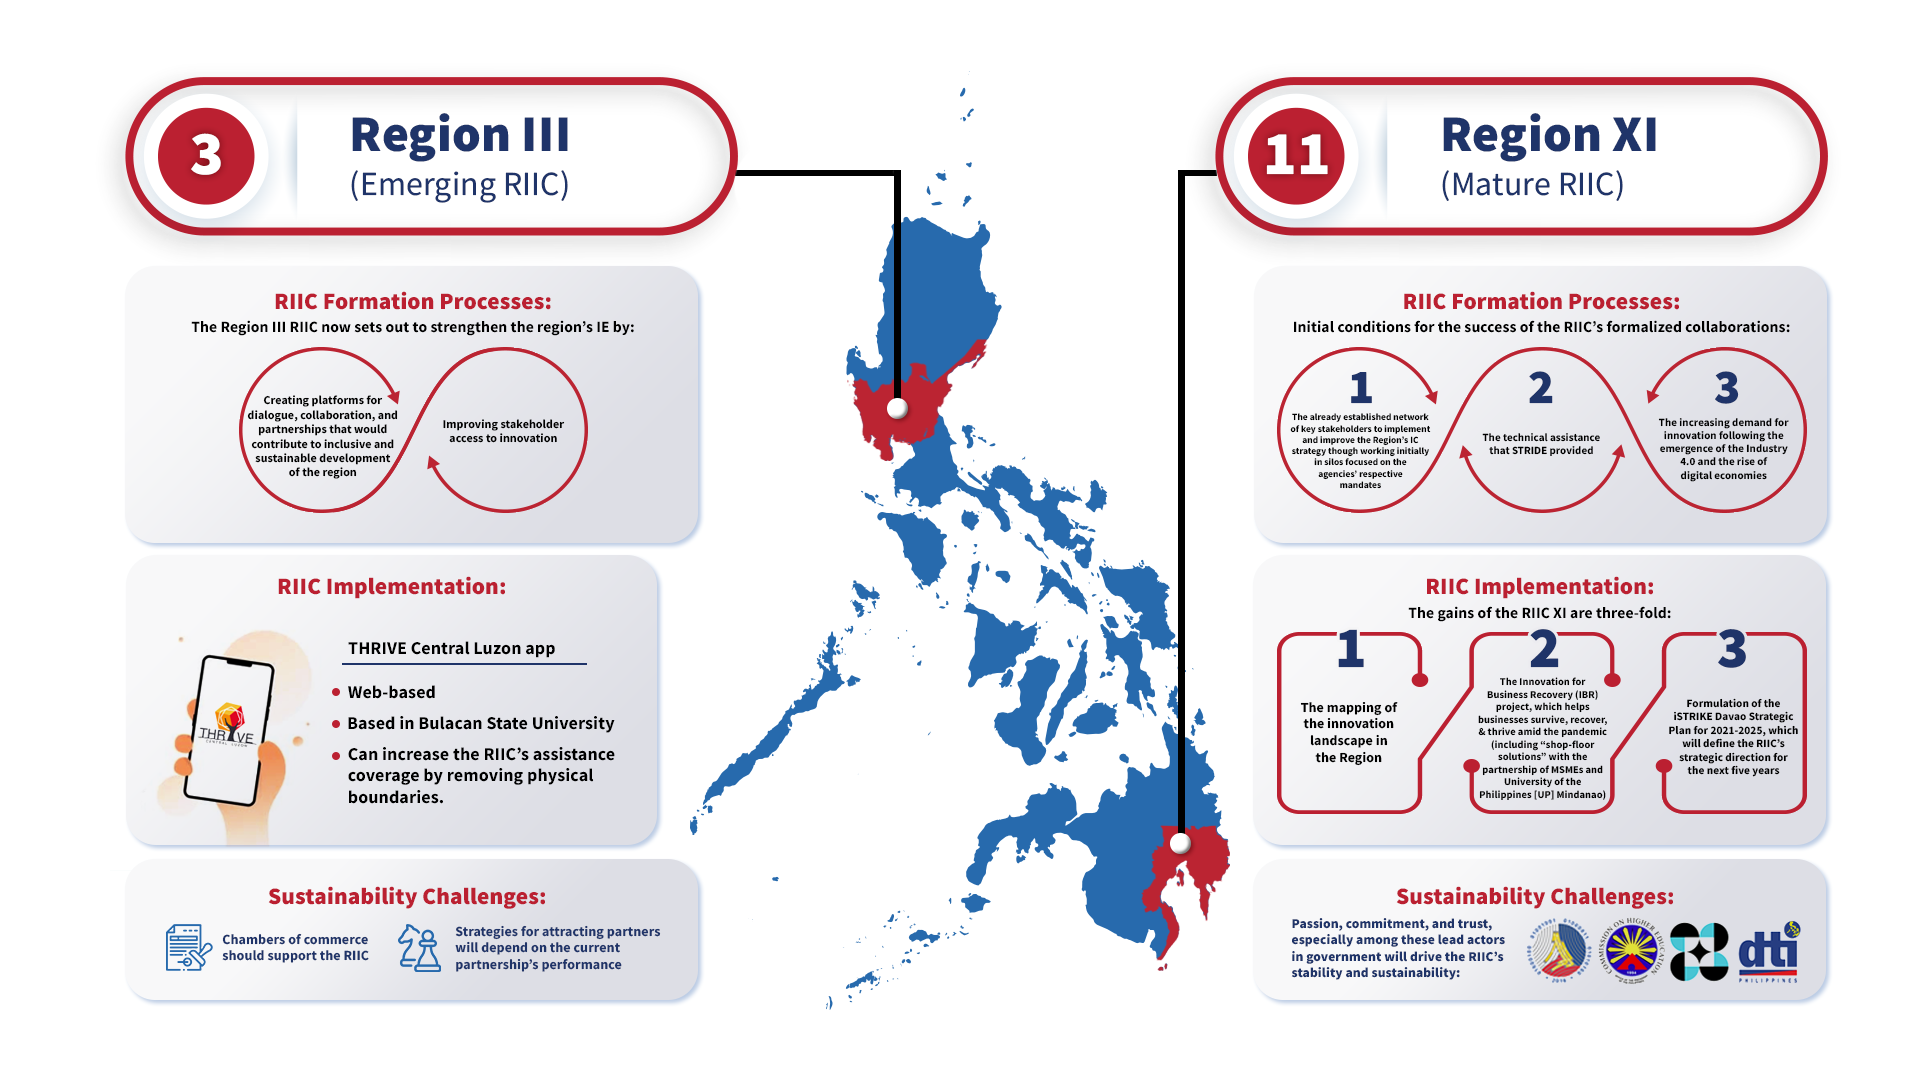 3
Region III
(Emerging RIIC)
RIIC Formation Processes:
The Region III RIIC now sets out to strengthen the region's IE by:
Creating platforms for
dialogue, collaboration, and
partnerships that would
contribute to inclusive and
sustainable development
of the region
Improving stakeholder
access to innovation
RIIC Implementation:
THRIVE Central Luzon app
THRIVE
CENTRAL LUZON
Web-based
Based in Bulacan State University
Can increase the RIIC's assistance
coverage by removing physical
boundaries.
Sustainability Challenges:
Chambers of commerce
should support the RIIC
Strategies for attracting partners
will depend on the current
partnership's performance
11
Region XI
(Mature RIIC)
RIIC Formation Processes:
Initial conditions for the success of the RIIC's formalized collaborations:
1
The already established network
of key stakeholders to implement
and improve the Region's IC
strategy though working initially
in silos focused on the
agencies' respective
mandates
2
The technical assistance
that STRIDE provided
3
The increasing demand for
innovation following the
emergence of the Industry
4.0 and the rise of
digital economies
RIIC Implementation:
The gains of the RIIC XI are three-fold:
1
The mapping of
the innovation
landscape in
the Region
2
The Innovation for
Business Recovery (IBR)
project, which helps
businesses survive, recover,
& thrive amid the pandemic
(including “shop-floor
solutions” with the
partnership of MSMEs and
University of the
Philippines [UP] Mindanao)
3
Formulation of the
iSTRIKE Davao Strategic
Plan for 2021-2025, which
will define the RIIC's
strategic direction for
the next five years
Sustainability Challenges:
Passion, commitment, and trust,
especially among these lead actors
in government will drive the RIIC's
stability and sustainability:
COMMISSION ON HIGHER EDUCATION
dti
PHILIPPINES